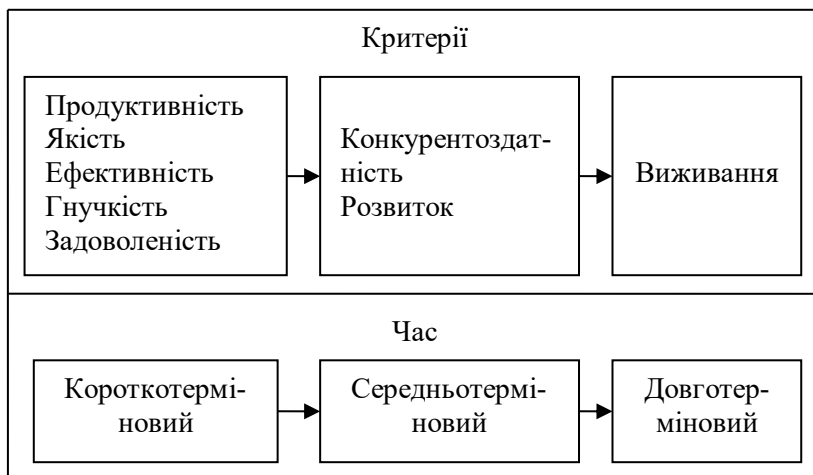 Критерії
Продуктивність
Якість
Ефективність
Гнучкість
Задоволеність
Конкурентоздат-
ність
Розвиток
Виживання
Час
Короткотермі-
новий
Середньотермі-
новий
Довготер-
міновий